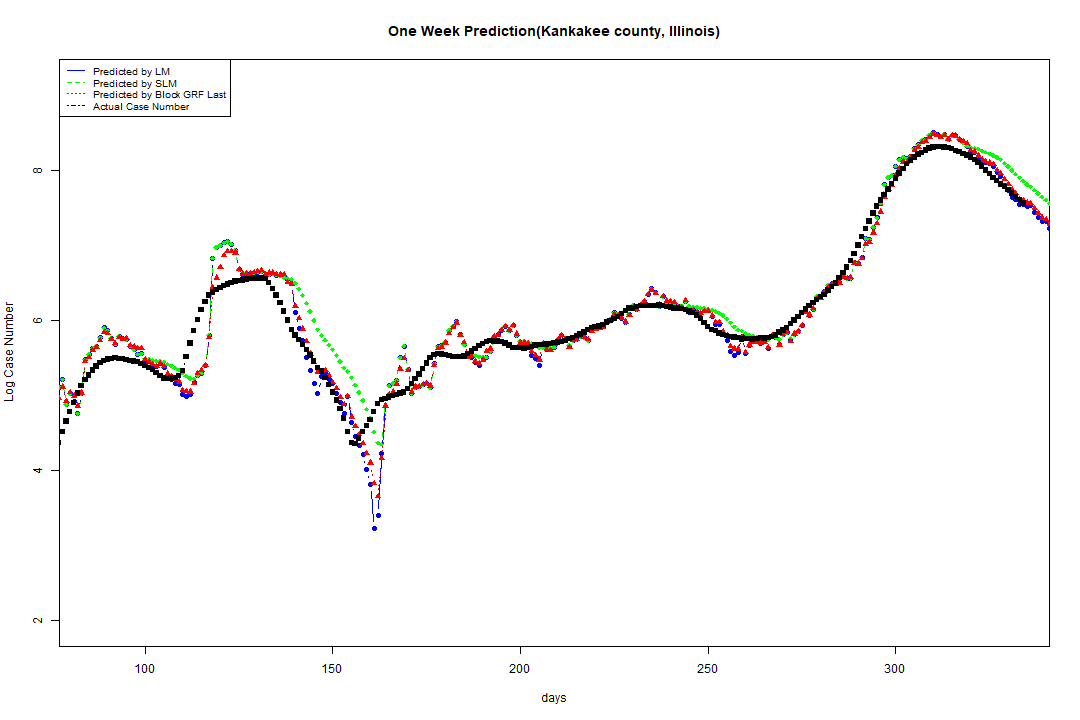 One Week Prediction(Kankakee county, Illinois)
Predicted by LM
Predicted by SLM
Predicted by Block GRF Last
Actual Case Number
Log Case Number
8
6
4
2
100
150
200
250
300
days